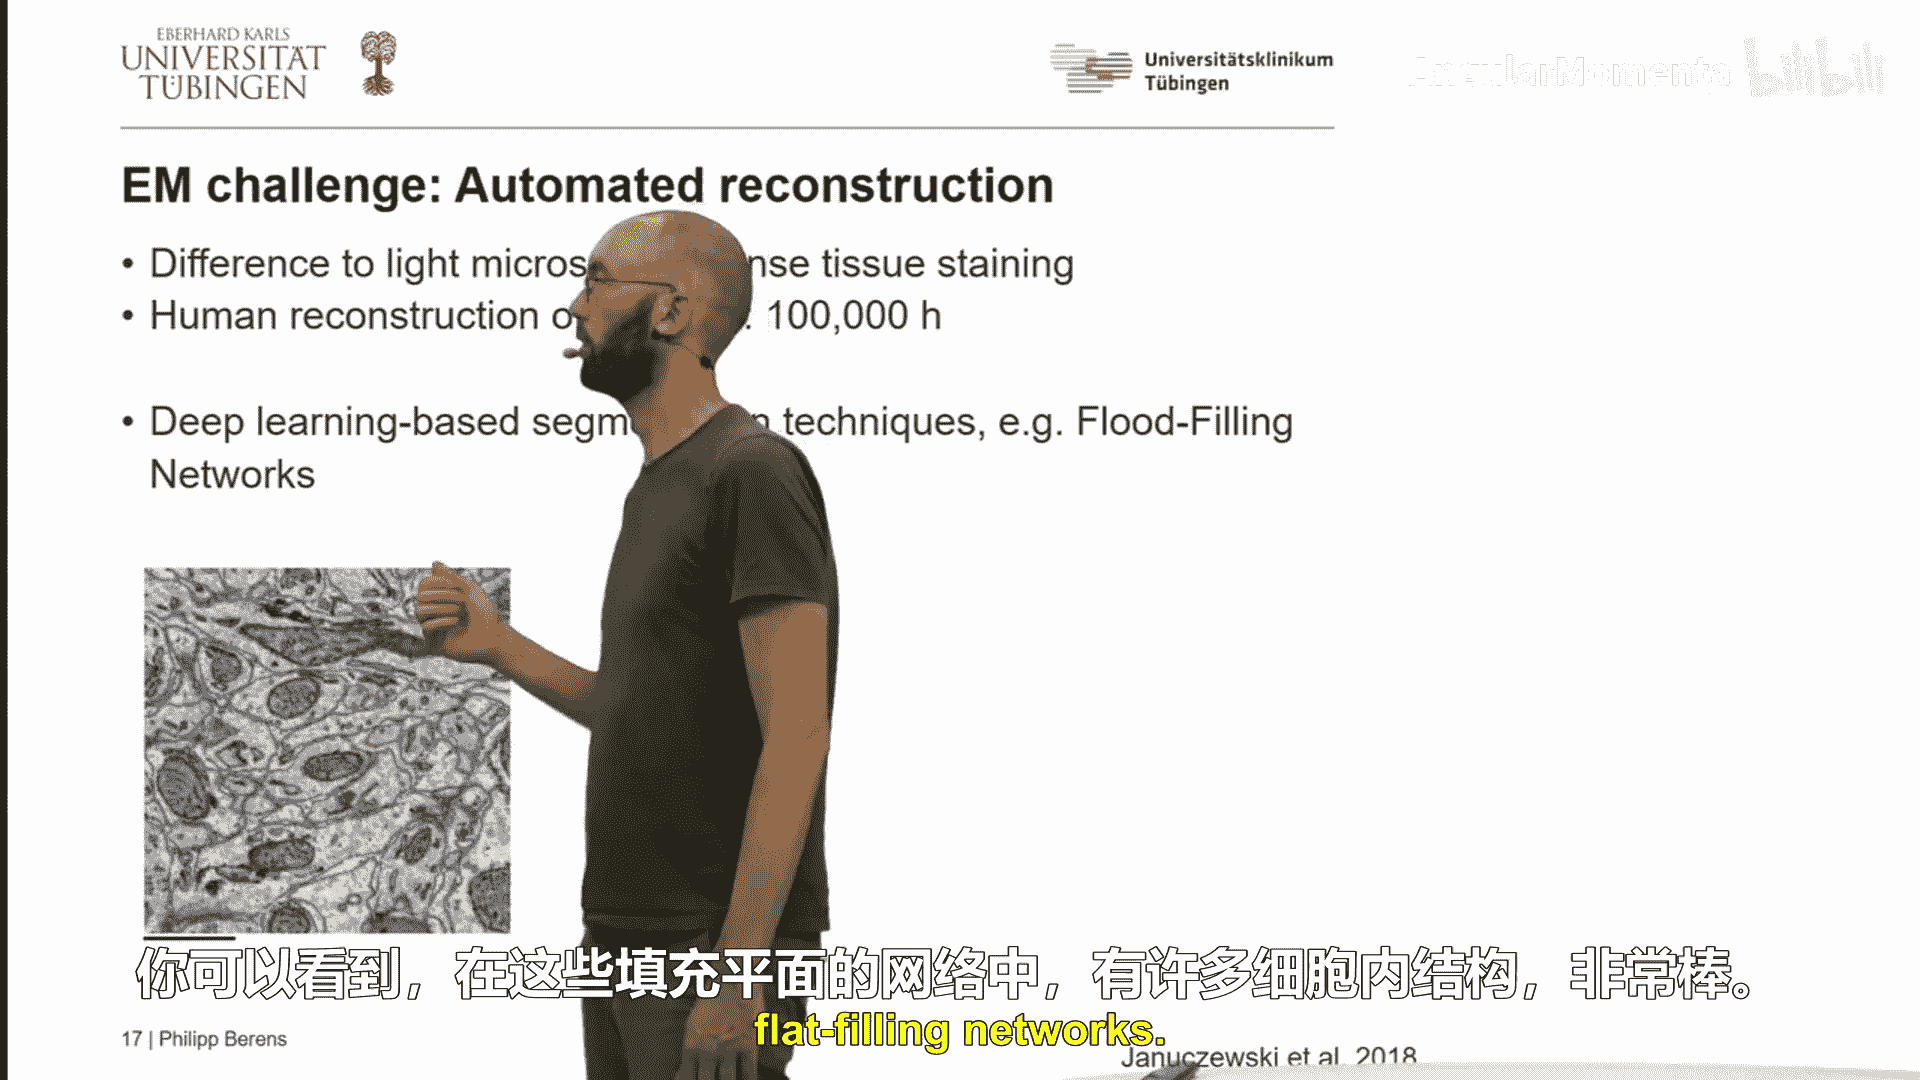 EBERHARD KARLS
UNIVERSITÄT
TÜBINGEN
Universitätsklinikum
Tübingen
bilibili
EM challenge: Automated reconstruction
• Difference to light micros nse tissue staining
• Human reconstruction o : 100,000 h
• Deep learning-based segm n techniques, e.g. Flood-Filling
Networks
你可以看到，在这些填充平面的网络中，有许多细胞内结构，非常棒。
flat-filling networks.
17 | Philipp Berens
Januczewski et al. 2018